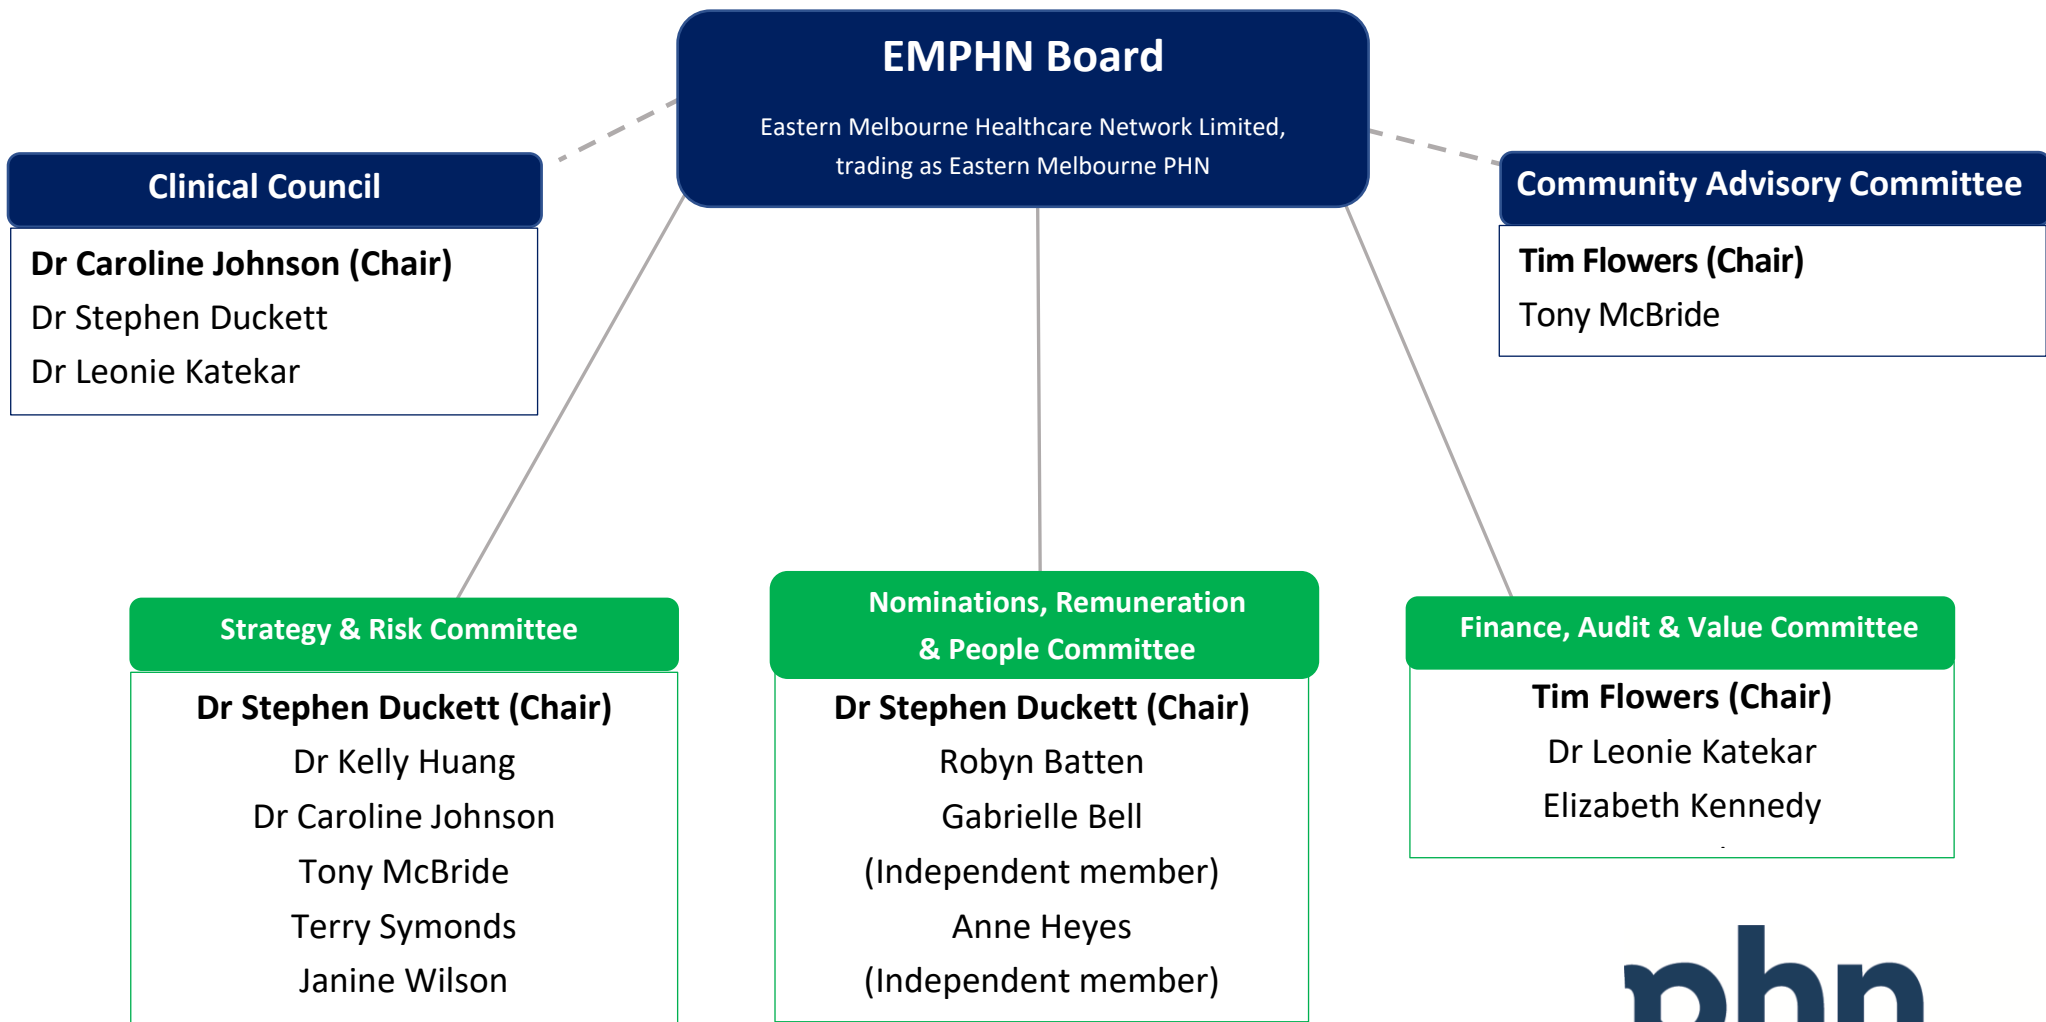 EMPHN Board
Eastern Melbourne Healthcare Network Limited,
trading as Eastern Melbourne PHN
Clinical Council
Dr Caroline Johnson (Chair)
Dr Stephen Duckett
Dr Leonie Katekar
Community Advisory Committee
Tim Flowers (Chair)
Tony McBride
Strategy & Risk Committee
Dr Stephen Duckett (Chair)
Dr Kelly Huang
Dr Caroline Johnson
Tony McBride
Terry Symonds
Janine Wilson
Nominations, Remuneration
& People Committee
Dr Stephen Duckett (Chair)
Robyn Batten
Gabrielle Bell
(Independent member)
Anne Heyes
(Independent member)
Finance, Audit & Value Committee
Tim Flowers (Chair)
Dr Leonie Katekar
Elizabeth Kennedy
phn